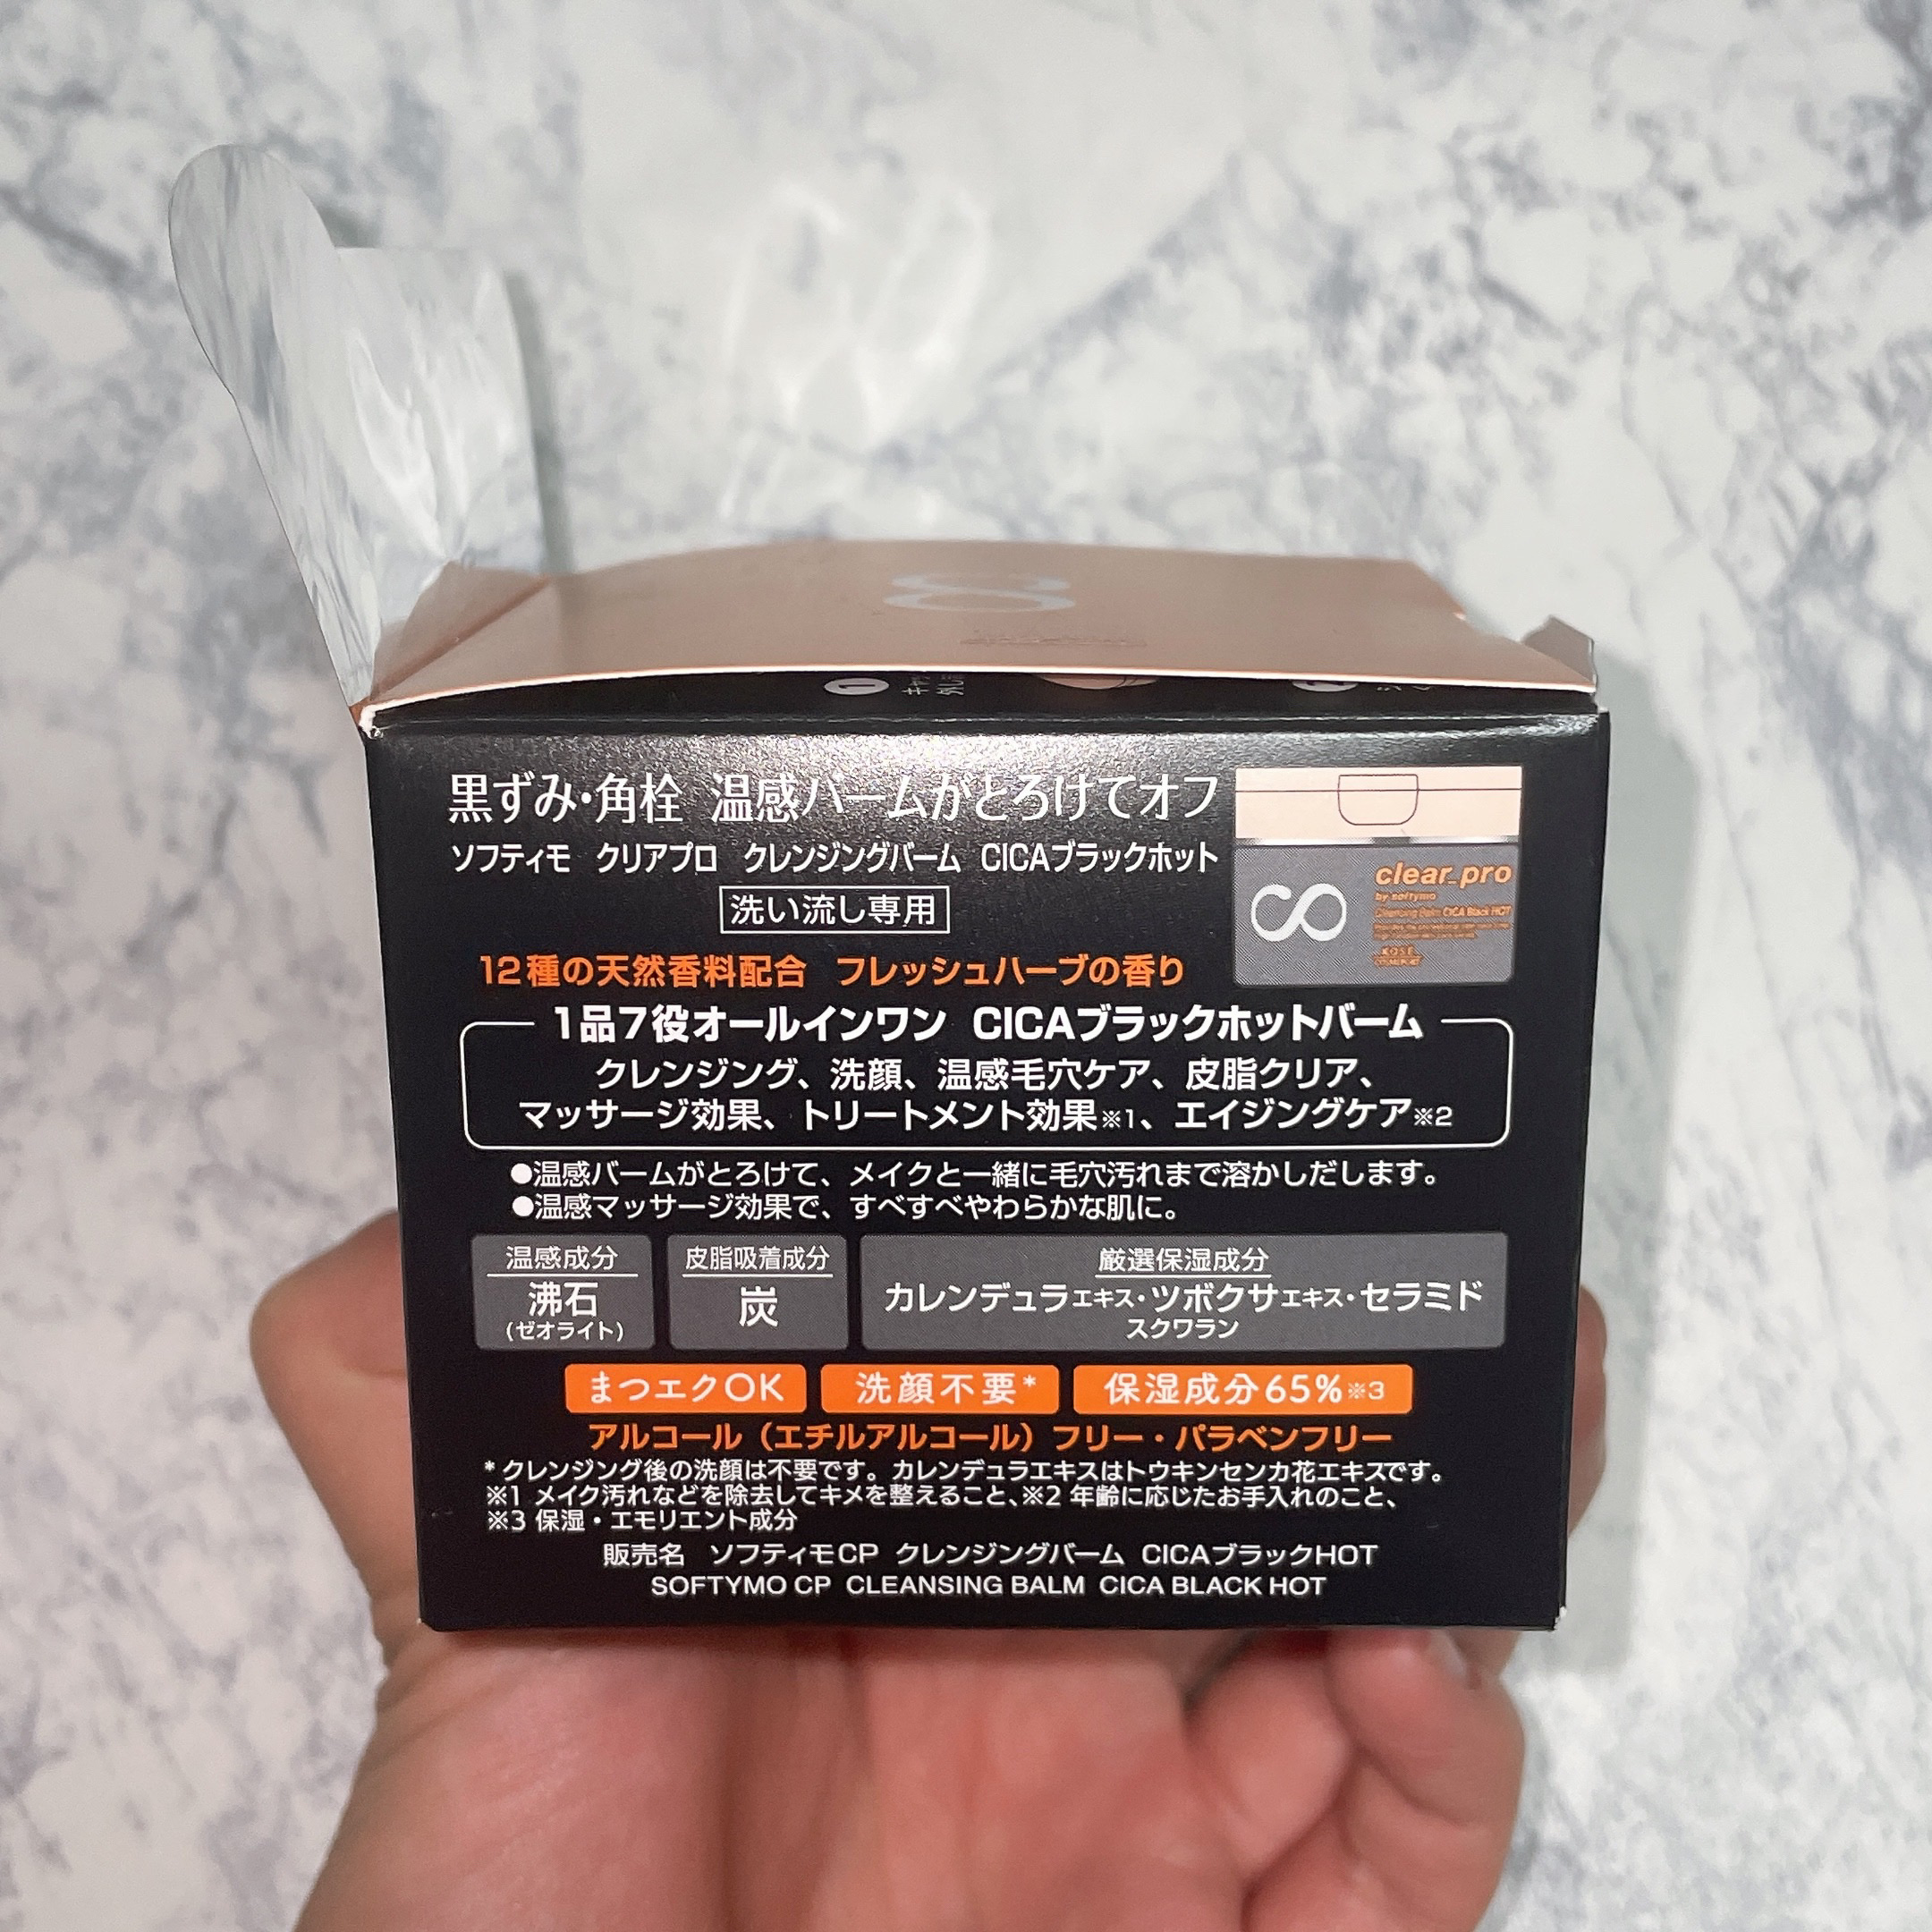 黒ずみ・角栓 温感バームがとろけてオフ
ソフティモ クリアプロ クレンジングバーム CICAブラックホット
洗い流し専用
clear_pro
by softymo
Cleansing Balm CICA Black HOT
KOSÉ
COSMEPORT
12種の天然香料配合 フレッシュハーブの香り
1品7役オールインワン CICAブラックホットバーム
クレンジング、洗顔、温感毛穴ケア、皮脂クリア、
マッサージ効果、トリートメント効果※1、エイジングケア※2
●温感バームがとろけて、メイクと一緒に毛穴汚れまで溶かしだします。
●温感マッサージ効果で、すべすべやわらかな肌に。
温感成分
沸石
(ゼオライト)
皮脂吸着成分
炭
厳選保湿成分
カレンデュラエキス・ツボクサエキス・セラミド
スクワラン
まつエクOK
洗顔不要*
保湿成分65%※3
アルコール（エチルアルコール）フリー・パラベンフリー
*クレンジング後の洗顔は不要です。カレンデュラエキスはトウキンセンカ花エキスです。
※1 メイク汚れなどを除去してキメを整えること、※2 年齢に応じたお手入れのこと、
※3 保湿・エモリエント成分
販売名 ソフティモCP クレンジングバーム CICAブラックHOT
SOFTYMO CP CLEANSING BALM CICA BLACK HOT